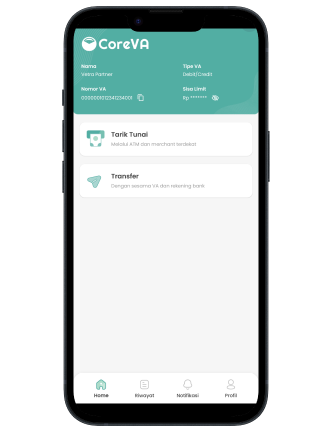 CoreVA
Nama
Velra Partner
Tipe VA
Debit/Credit
Nomor VA
Sisa Limit
Rp *******
Tarik Tunai
Melalui ATM dan merchant terdekat
Transfer
Dengan sesama VA dan rekening bank
Home
Riwayat
Notifikasi
Profil